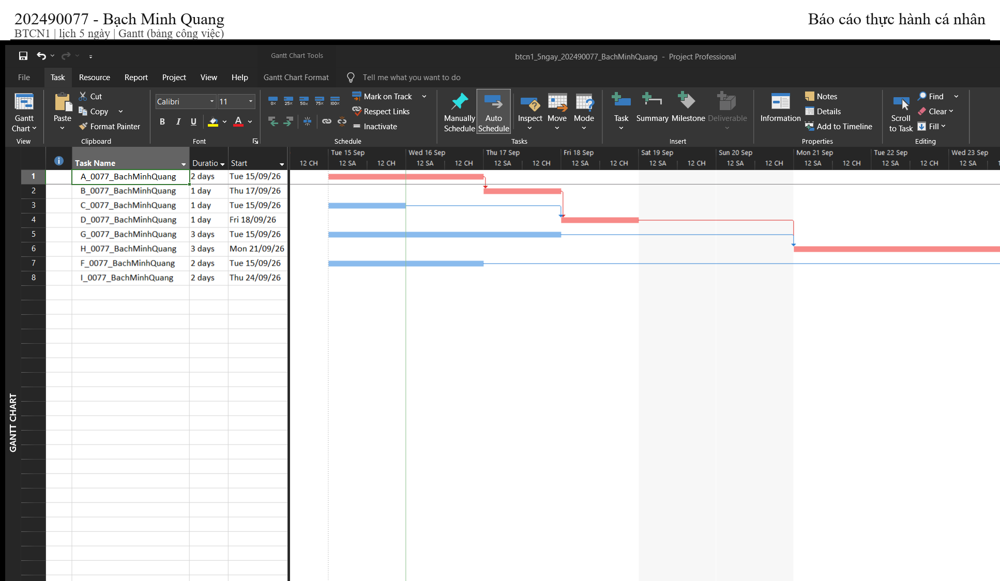 202490077 - Bạch Minh Quang
Báo cáo thực hành cá nhân
BTCN1 | lịch 5 ngày | Gantt (bảng công việc)
Gantt Chart Tools
btcn1_5ngay_202490077_BachMinhQuang - Project Professional
File Task Resource Report Project View Help Gantt Chart Format Tell me what you want to do
Gantt Chart
View
Paste
Cut
Copy
Format Painter
Clipboard
Calibri 11
B I U A
Font
0% 25% 50% 75% 100%
Mark on Track
Respect Links
Inactivate
Schedule
Manually Schedule
Auto Schedule
Inspect
Move
Mode
Tasks
Task
Summary
Milestone
Deliverable
Insert
Information
Notes
Details
Add to Timeline
Properties
Scroll to Task
Find
Clear
Fill
Editing
Task Name Duratio Start
Tue 15 Sep Wed 16 Sep Thu 17 Sep Fri 18 Sep Sat 19 Sep Sun 20 Sep Mon 21 Sep Tue 22 Sep Wed 23 Sep
12 CH 12 SA 12 CH 12 SA 12 CH 12 SA 12 CH 12 SA 12 CH 12 SA 12 CH 12 SA 12 CH 12 SA 12 CH 12 SA 12 CH 12 SA 1
1 A_0077_BachMinhQuang 2 days Tue 15/09/26
2 B_0077_BachMinhQuang 1 day Thu 17/09/26
3 C_0077_BachMinhQuang 1 day Tue 15/09/26
4 D_0077_BachMinhQuang 1 day Fri 18/09/26
5 G_0077_BachMinhQuang 3 days Tue 15/09/26
6 H_0077_BachMinhQuang 3 days Mon 21/09/26
7 F_0077_BachMinhQuang 2 days Tue 15/09/26
8 I_0077_BachMinhQuang 2 days Thu 24/09/26
GANTT CHART